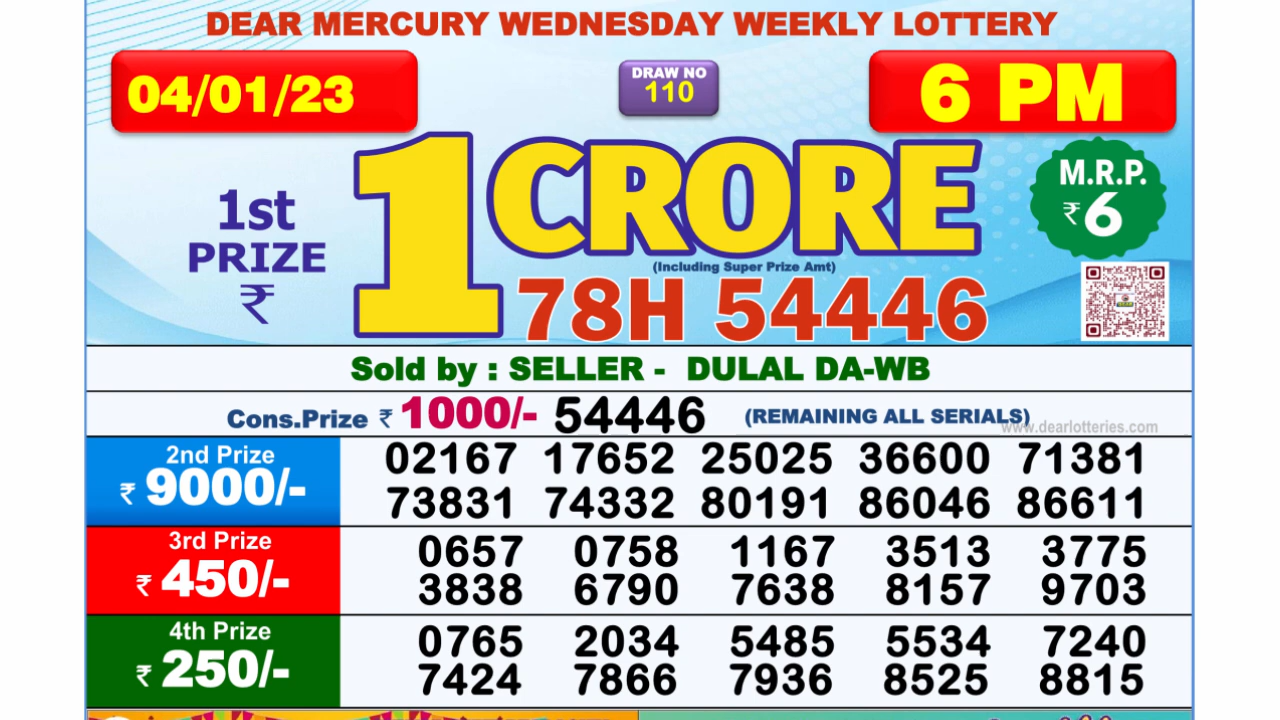 DEAR MERCURY WEDNESDAY WEEKLY LOTTERY
04/01/23
DRAW NO
110
6 PM
1st
PRIZE
₹
1 CRORE
(Including Super Prize Amt)
78H 54446
M.R.P.
₹6
Sold by : SELLER - DULAL DA-WB
Cons.Prize ₹ 1000/- 54446 (REMAINING ALL SERIALS)
www.dearlotteries.com
2nd Prize
₹ 9000/-
02167 17652 25025 36600 71381
73831 74332 80191 86046 86611
3rd Prize
₹ 450/-
0657 0758 1167 3513 3775
3838 6790 7638 8157 9703
4th Prize
₹ 250/-
0765 2034 5485 5534 7240
7424 7866 7936 8525 8815